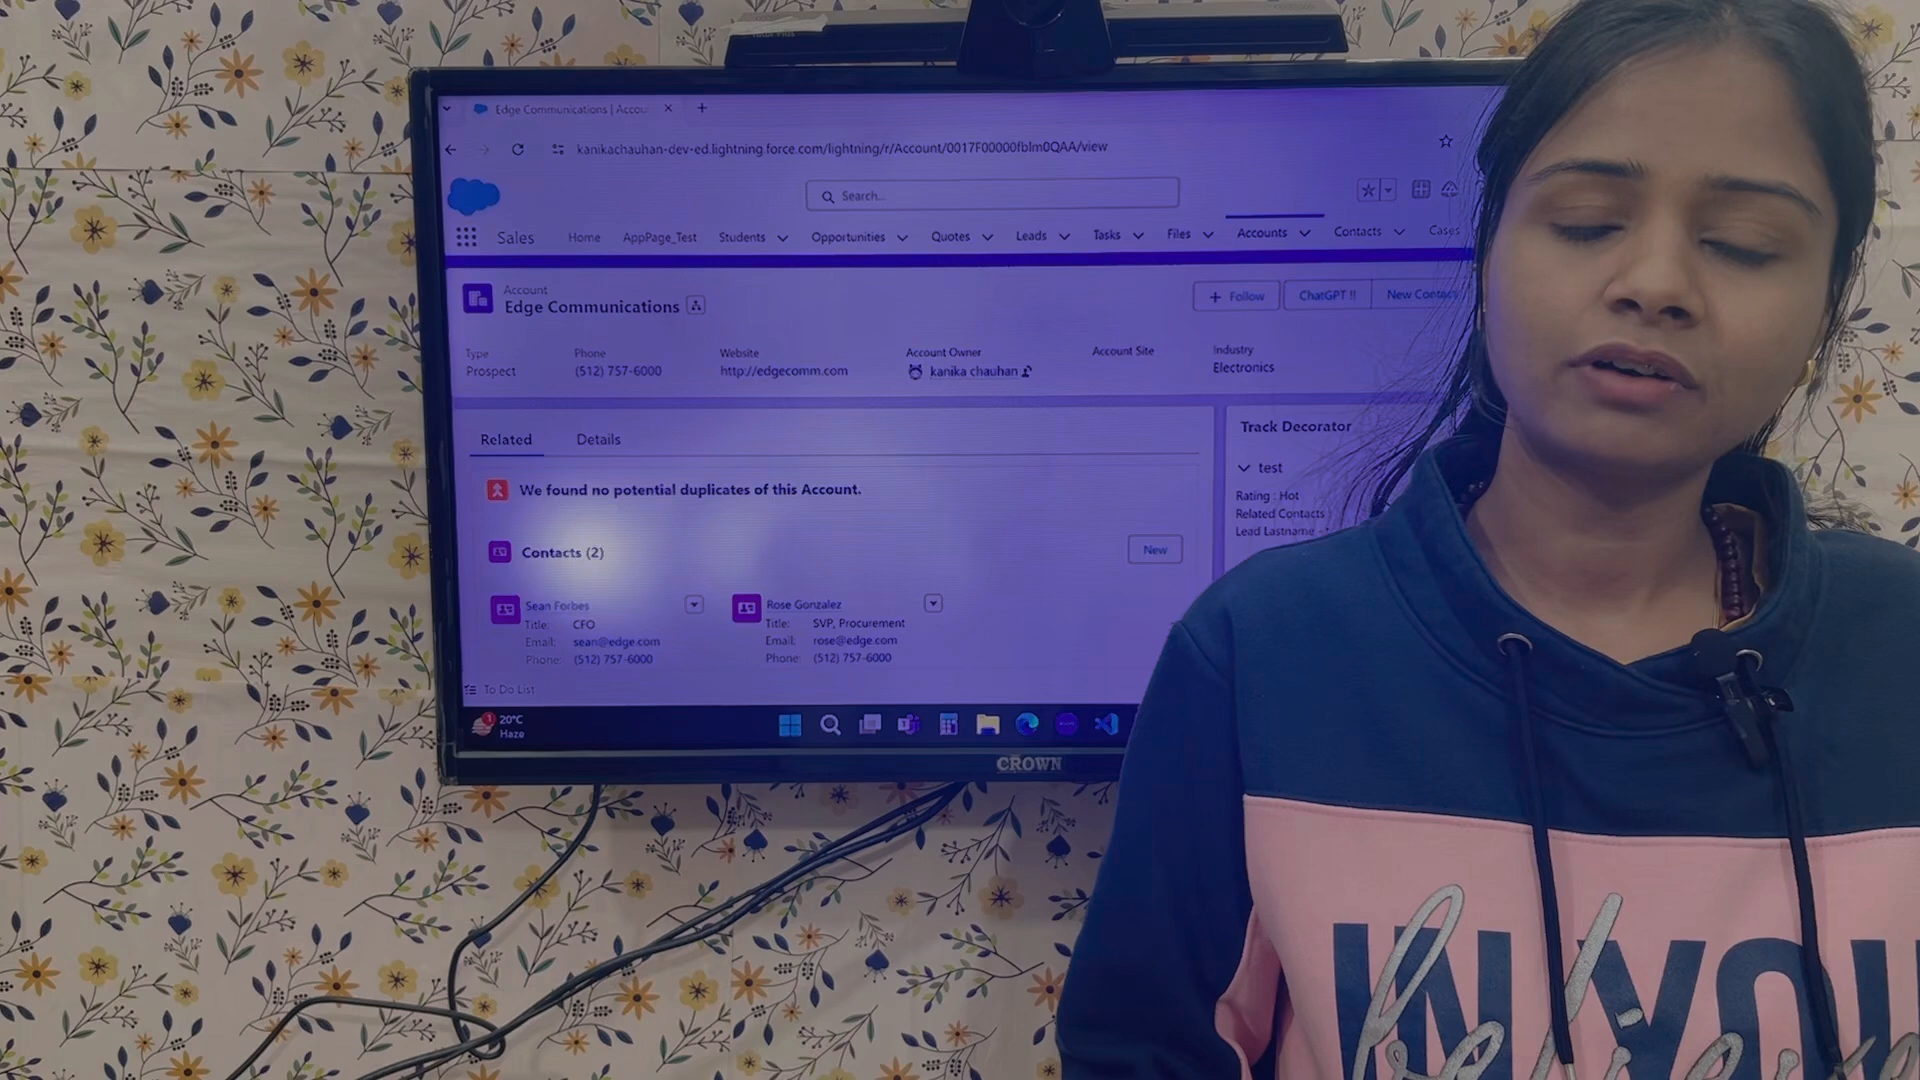 Edge Communications | Accou
kanikachauhan-dev-ed.lightning.force.com/lightning/r/Account/0017F00000fblm0QAA/view
Search...
Sales Home AppPage_Test Students Opportunities Quotes Leads Tasks Files Accounts Contacts Cases
Account
Edge Communications
+ Follow ChatGPT !! New Contact
Type Phone Website Account Owner Account Site Industry
Prospect (512) 757-6000 http://edgecomm.com kanika chauhan Electronics
Related Details
Track Decorator
test
We found no potential duplicates of this Account.
Rating : Hot
Related Contacts
Lead Lastname -
Contacts (2)
New
Sean Forbes
Title: CFO
Email: sean@edge.com
Phone: (512) 757-6000
Rose Gonzalez
Title: SVP, Procurement
Email: rose@edge.com
Phone: (512) 757-6000
To Do List
1
20°C
Haze
CROWN
believe
IN YOU